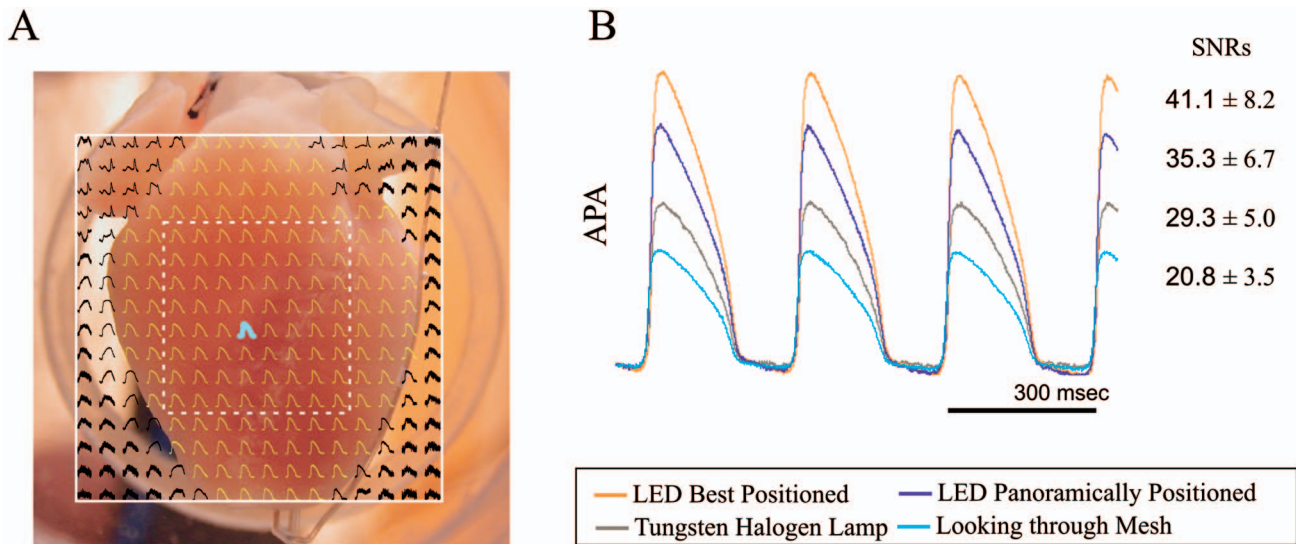 A
B
SNRs
41.1 ± 8.2
35.3 ± 6.7
29.3 ± 5.0
20.8 ± 3.5
APA
300 msec
LED Best Positioned
LED Panoramically Positioned
Tungsten Halogen Lamp
Looking through Mesh